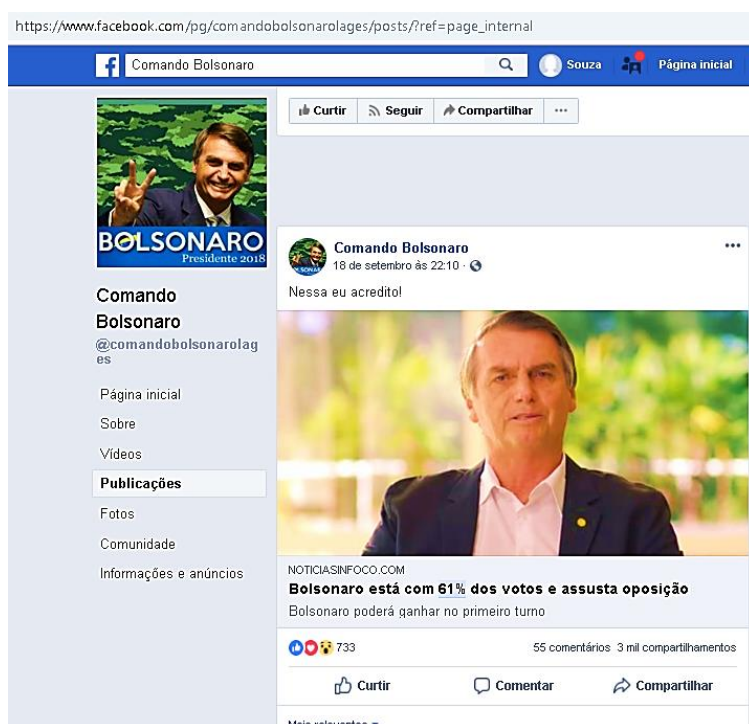 https://www.facebook.com/pg/comandobolsonarolages/posts/?ref=page_internal
f Comando Bolsonaro Souza Página inicial
Curtir Seguir Compartilhar ...
BOLSONARO
Presidente 2018
Comando
Bolsonaro
@comandobolsonarolag
es
Página inicial
Sobre
Vídeos
Publicações
Fotos
Comunidade
Informações e anúncios
Comando Bolsonaro ...
18 de setembro às 22:10 ·
Nessa eu acredito!
NOTICIASINFOCO.COM
Bolsonaro está com 61% dos votos e assusta oposição
Bolsonaro poderá ganhar no primeiro turno
733 55 comentários 3 mil compartilhamentos
Curtir Comentar Compartilhar
Mais relevantes